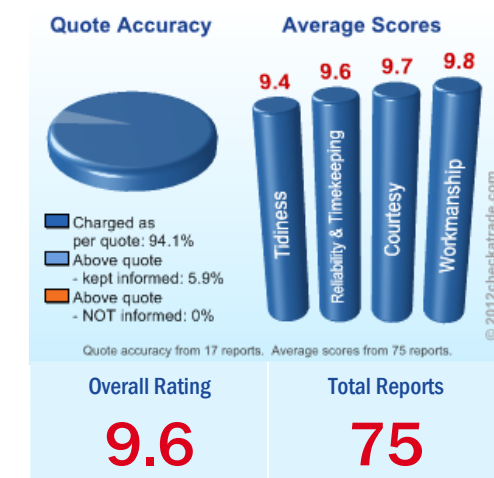 Quote Accuracy
Average Scores
9.4
9.6
9.7
9.8
Tidiness
Reliability & Timekeeping
Courtesy
Workmanship
Charged as
per quote: 94.1%
Above quote
- kept informed: 5.9%
Above quote
- NOT informed: 0%
© 2012checkatrade.com
Quote accuracy from 17 reports. Average scores from 75 reports.
Overall Rating
Total Reports
9.6
75